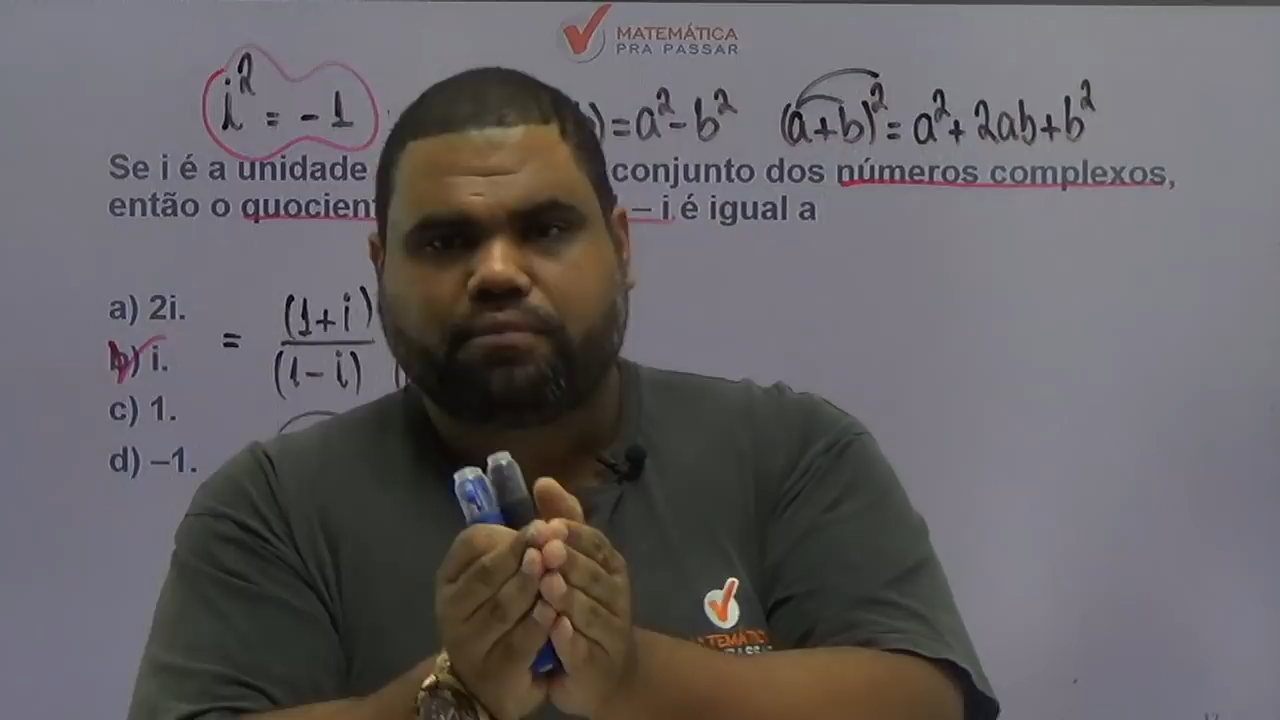 MATEMÁTICA
PRA PASSAR
i² = -1
) = a² - b²
(a+b)² = a² + 2ab + b²
Se i é a unidade conjunto dos números complexos,
então o quocient – i é igual a
a) 2i.
b) i.
c) 1.
d) –1.
= (1+i)
(1-i) (
MATEMÁTIC